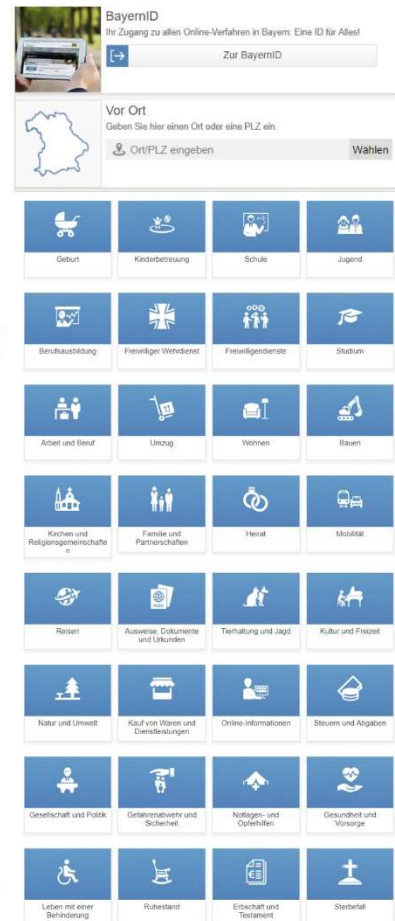 BayernID
Ihr Zugang zu allen Online-Verfahren in Bayern: Eine ID für Alles!
Zur BayernID
Vor Ort
Geben Sie hier einen Ort oder eine PLZ ein.
Ort/PLZ eingeben
Wählen
Geburt
Kinderbetreuung
Schule
Jugend
Berufsausbildung
Freiwilliger Wehrdienst
Freiwilligendienste
Studium
Arbeit und Beruf
Umzug
Wohnen
Bauen
Kirchen und
Religionsgemeinschafte
n
Familie und
Partnerschaften
Heirat
Mobilität
Reisen
Ausweise, Dokumente
und Urkunden
Tierhaltung und Jagd
Kultur und Freizeit
Natur und Umwelt
Kauf von Waren und
Dienstleistungen
Online-Informationen
Steuern und Abgaben
Gesellschaft und Politik
Gefahrenabwehr und
Sicherheit
Notlagen- und
Opferhilfen
Gesundheit und
Vorsorge
Leben mit einer
Behinderung
Ruhestand
Erbschaft und
Testament
Sterbefall